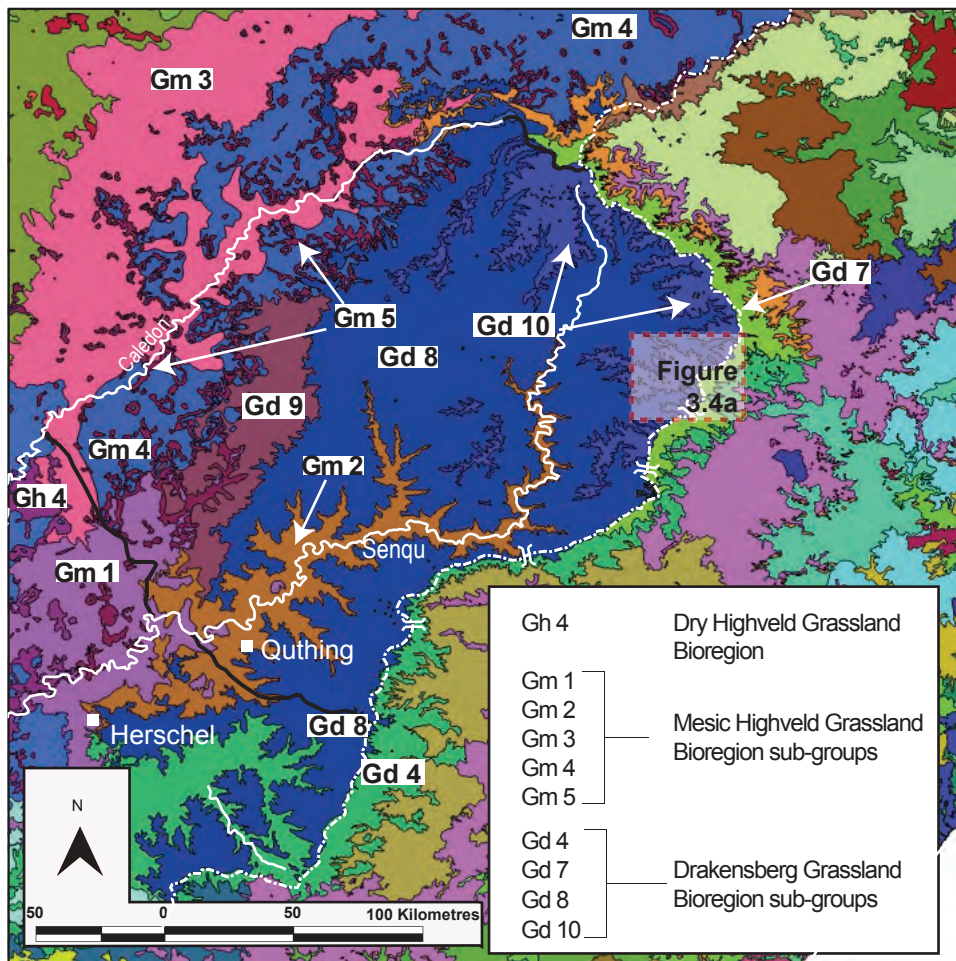 Gm 4
Gm 3
Gd 7
Gm 5
Gd 10
Caledon
Gd 8
Figure
3.4a
Gd 9
Gm 4
Gm 2
Gh 4
Senqu
Gm 1
Quthing
Herschel
Gd 8
Gd 4
Gh 4 Dry Highveld Grassland
Bioregion
Gm 1
Gm 2
Gm 3 Mesic Highveld Grassland
Gm 4 Bioregion sub-groups
Gm 5
Gd 4
Gd 7 Drakensberg Grassland
Gd 8 Bioregion sub-groups
Gd 10
N
50 0 50 100 Kilometres